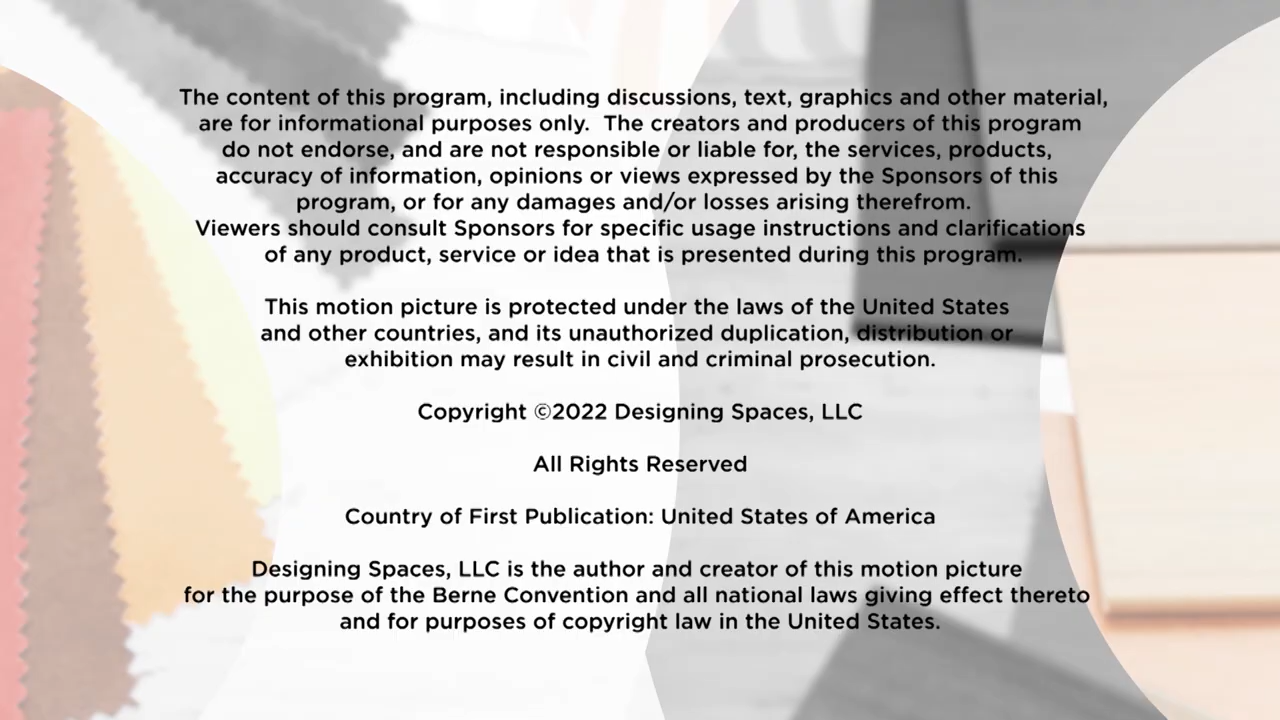 The content of this program, including discussions, text, graphics and other material,
are for informational purposes only.  The creators and producers of this program
do not endorse, and are not responsible or liable for, the services, products,
accuracy of information, opinions or views expressed by the Sponsors of this
program, or for any damages and/or losses arising therefrom.
Viewers should consult Sponsors for specific usage instructions and clarifications
of any product, service or idea that is presented during this program.
This motion picture is protected under the laws of the United States
and other countries, and its unauthorized duplication, distribution or
exhibition may result in civil and criminal prosecution.
Copyright ©2022 Designing Spaces, LLC
All Rights Reserved
Country of First Publication: United States of America
Designing Spaces, LLC is the author and creator of this motion picture
for the purpose of the Berne Convention and all national laws giving effect thereto
and for purposes of copyright law in the United States.